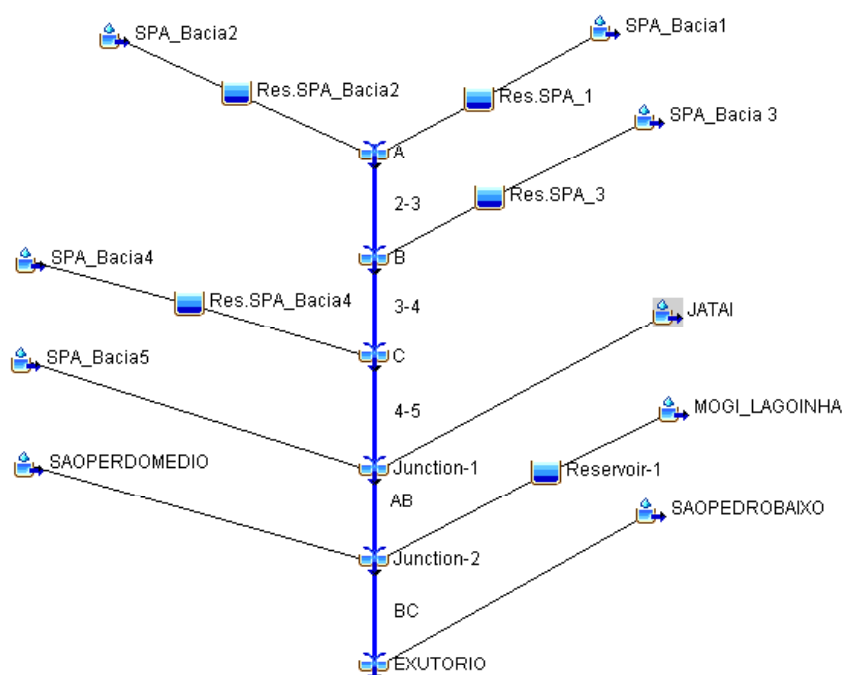 SPA_Bacia2
SPA_Bacia1
Res.SPA_Bacia2
Res.SPA_1
SPA_Bacia 3
A
2-3
Res.SPA_3
B
SPA_Bacia4
Res.SPA_Bacia4
3-4
JATAI
C
SPA_Bacia5
4-5
MOGI_LAGOINHA
SAOPERDOMEDIO
Junction-1
Reservoir-1
AB
SAOPEDROBAIXO
Junction-2
BC
EXUTORIO